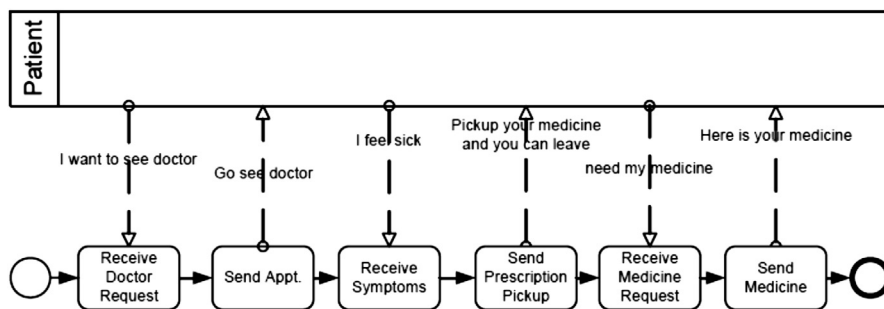 Patient
I want to see doctor
Go see doctor
I feel sick
Pickup your medicine
and you can leave
need my medicine
Here is your medicine
Receive
Doctor
Request
Send Appt.
Receive
Symptoms
Send
Prescription
Pickup
Receive
Medicine
Request
Send
Medicine